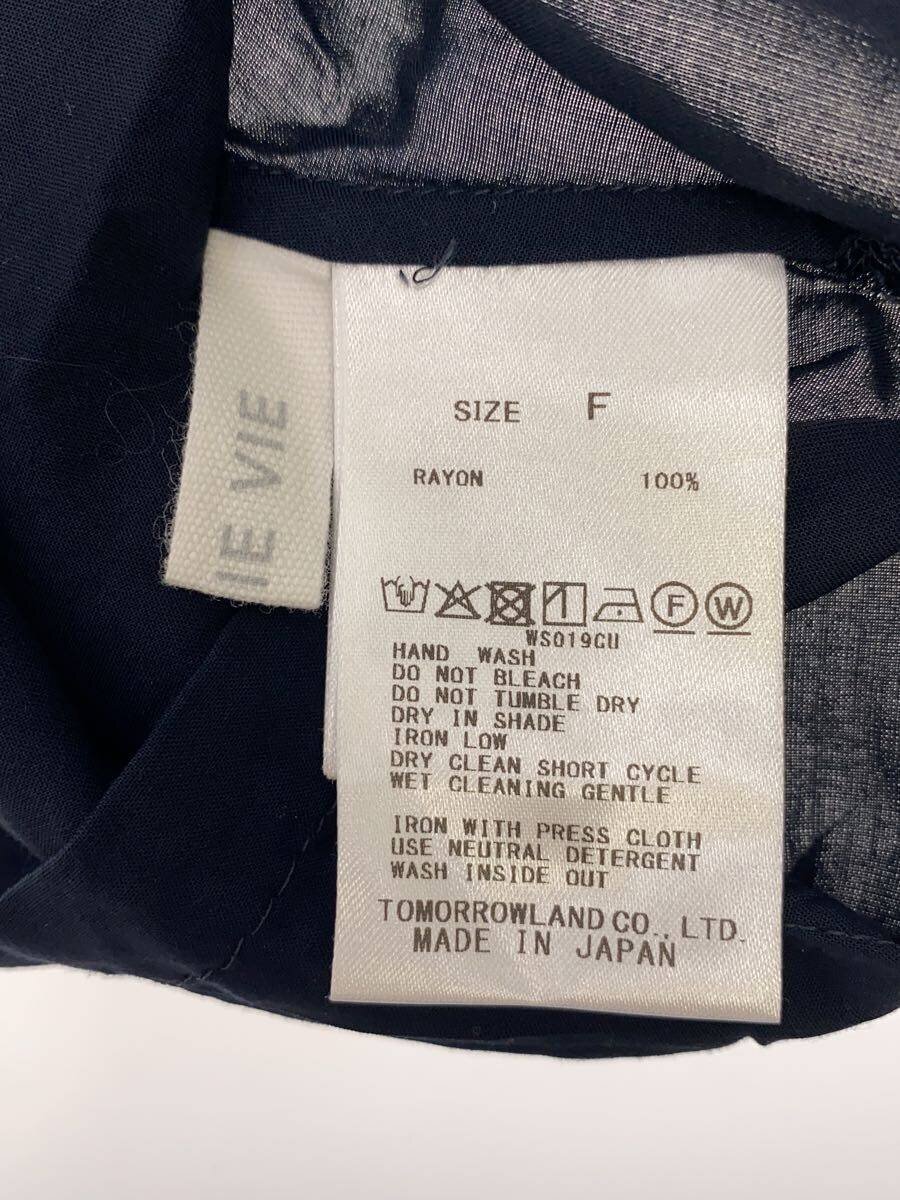 IE VIE
SIZE F
RAYON 100%
F W
WS019CU
HAND WASH
DO NOT BLEACH
DO NOT TUMBLE DRY
DRY IN SHADE
IRON LOW
DRY CLEAN SHORT CYCLE
WET CLEANING GENTLE
IRON WITH PRESS CLOTH
USE NEUTRAL DETERGENT
WASH INSIDE OUT
TOMORROWLAND CO., LTD.
MADE IN JAPAN